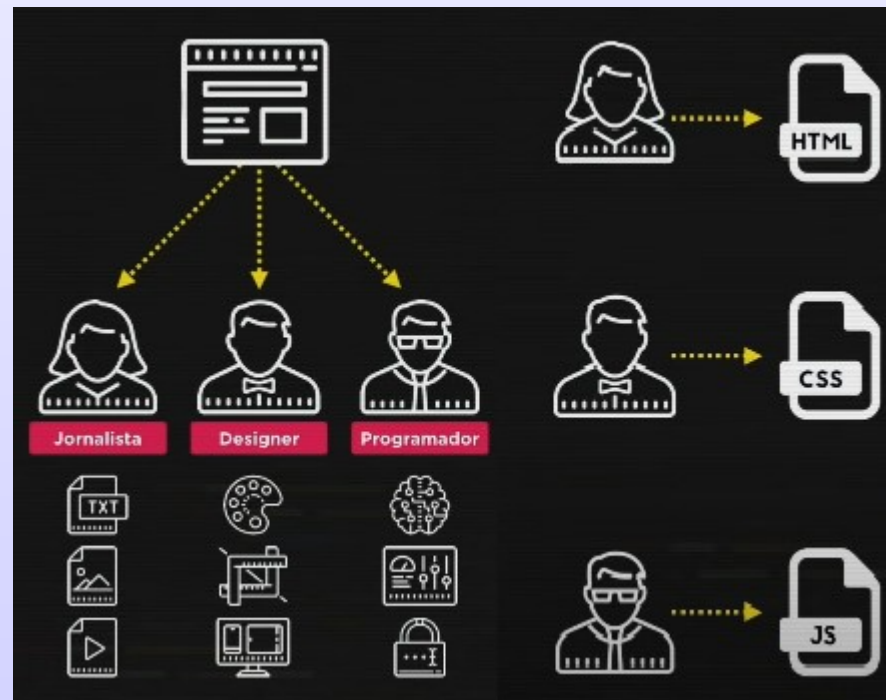 HTML
CSS
Jornalista
Designer
Programador
TXT
JS